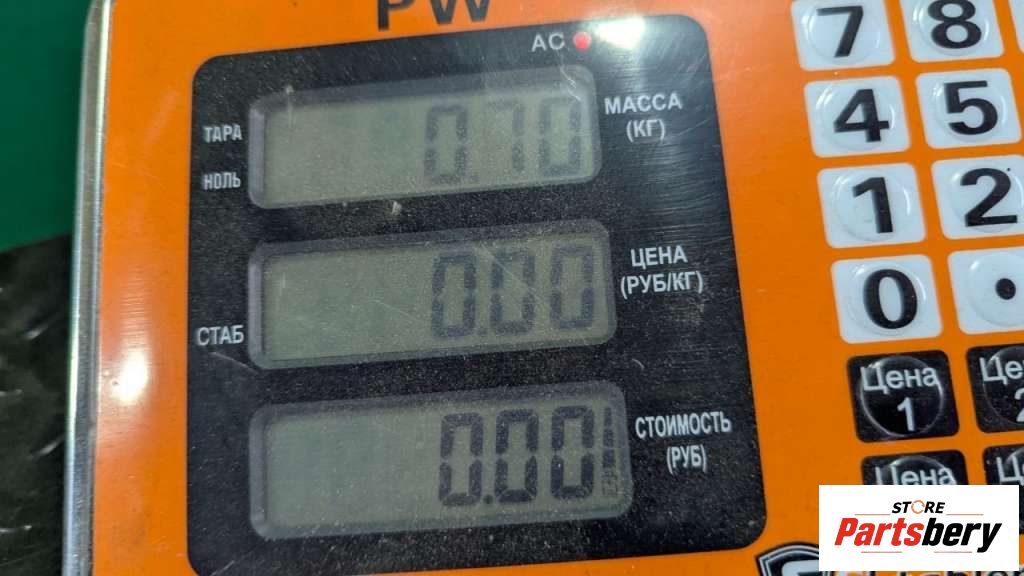 PW
AC
ТАРА
НОЛЬ
0.70
МАССА
(КГ)
СТАБ
0.00
ЦЕНА
(РУБ/КГ)
0.00
СТОИМОСТЬ
(РУБ)
7 8
4 5
1 2
0 .
Цена
1
Цена
STORE
Partsbery